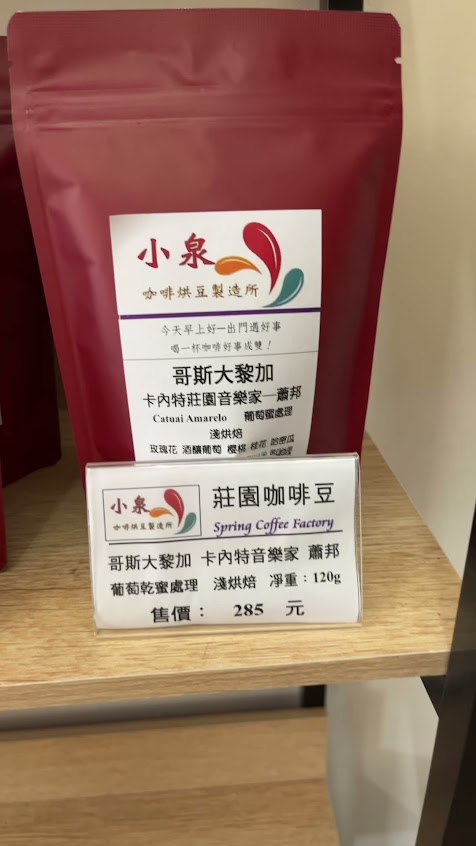 小泉
咖啡烘豆製造所
今天早上好—出門遇好事
喝一杯咖啡好事成雙！
哥斯大黎加
卡內特莊園音樂家—蕭邦
Catuai Amarelo 葡萄蜜處理
淺烘焙
玫瑰花 酒釀葡萄 櫻桃 桂花 哈密瓜
小泉
咖啡烘豆製造所
莊園咖啡豆
Spring Coffee Factory
哥斯大黎加 卡內特音樂家 蕭邦
葡萄乾蜜處理 淺烘焙 淨重：120g
售價： 285 元